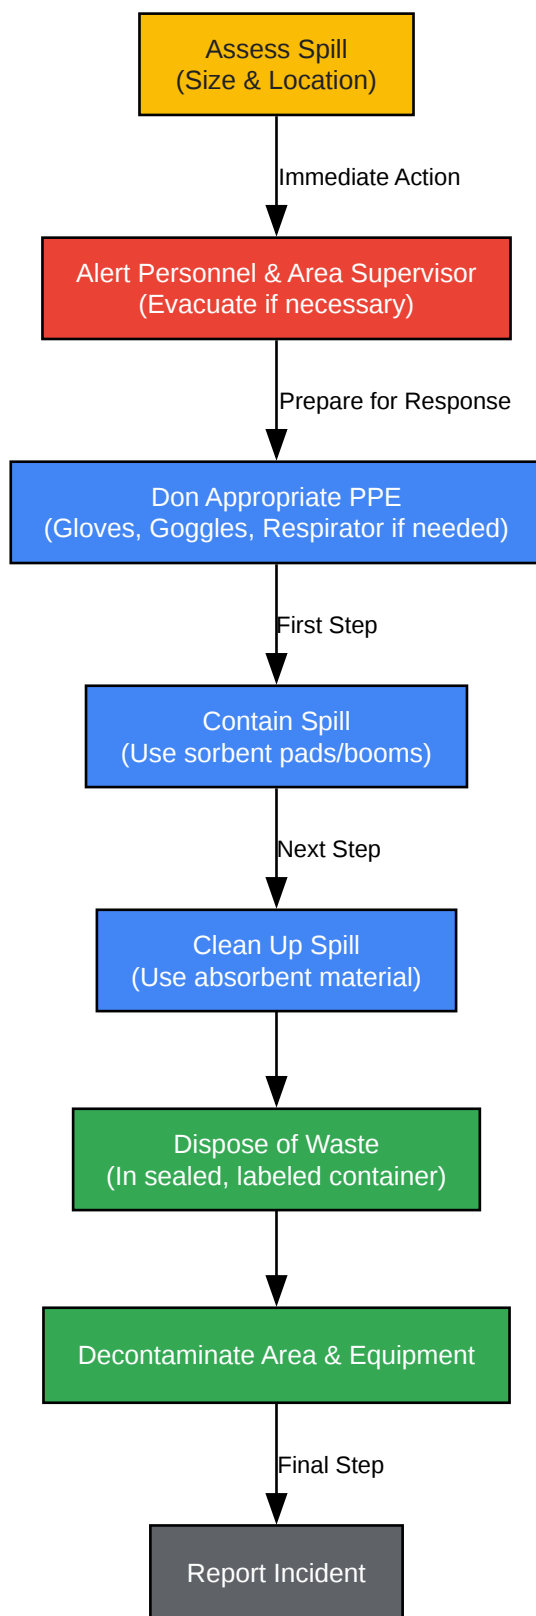 Assess Spill
(Size & Location)
Immediate Action
Alert Personnel & Area Supervisor
(Evacuate if necessary)
Prepare for Response
Don Appropriate PPE
(Gloves, Goggles, Respirator if needed)
First Step
Contain Spill
(Use sorbent pads/booms)
Next Step
Clean Up Spill
(Use absorbent material)
Dispose of Waste
(In sealed, labeled container)
Decontaminate Area & Equipment
Final Step
Report Incident